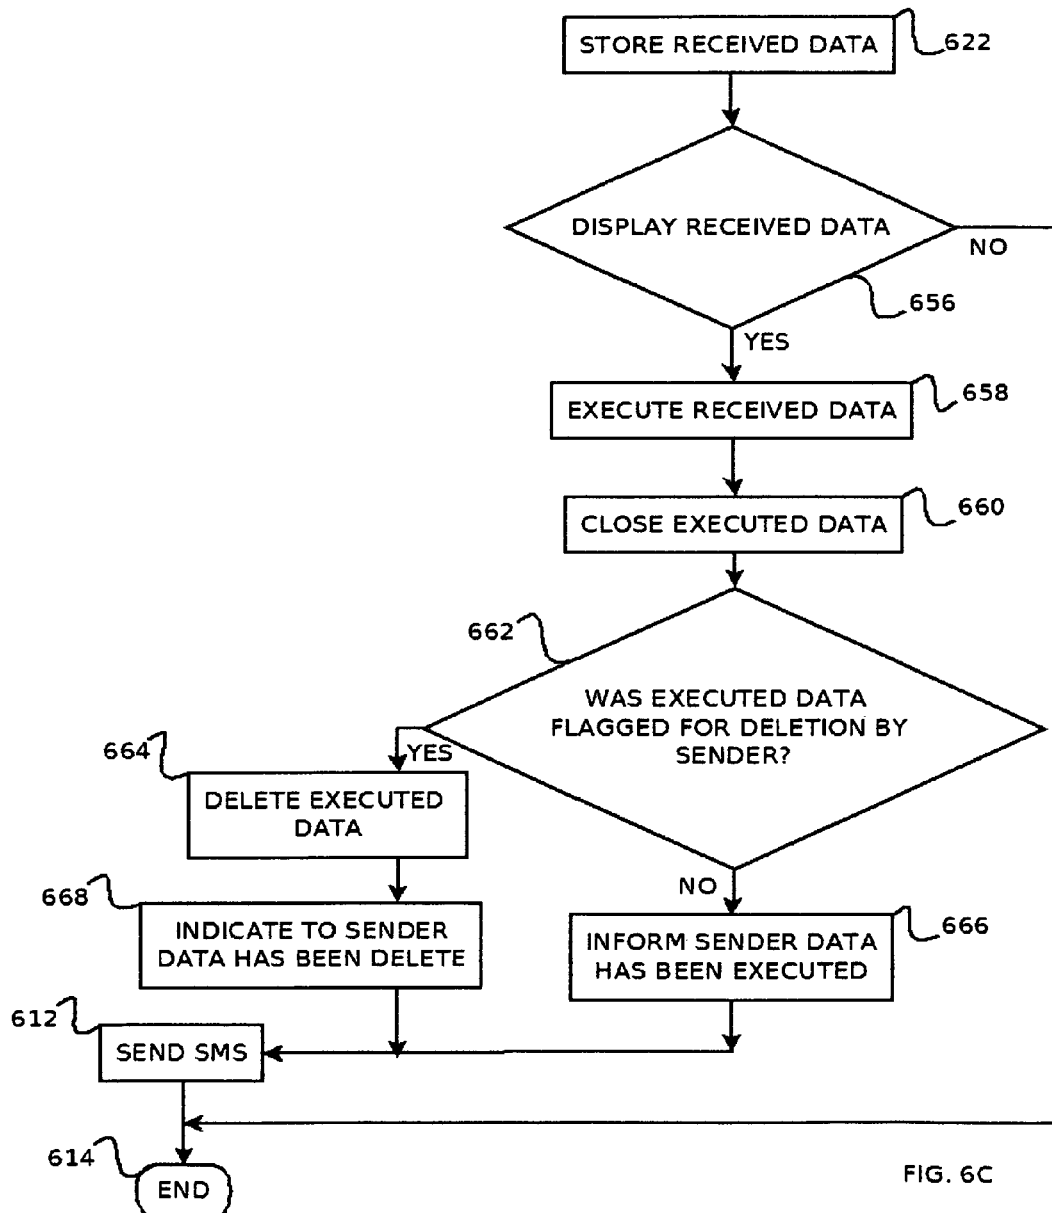 STORE RECEIVED DATA
622
DISPLAY RECEIVED DATA
NO
656
YES
EXECUTE RECEIVED DATA
658
CLOSE EXECUTED DATA
660
662
WAS EXECUTED DATA
FLAGGED FOR DELETION BY
SENDER?
YES
664
DELETE EXECUTED
DATA
NO
668
INDICATE TO SENDER
DATA HAS BEEN DELETE
INFORM SENDER DATA
HAS BEEN EXECUTED
666
612
SEND SMS
614
END
FIG. 6C